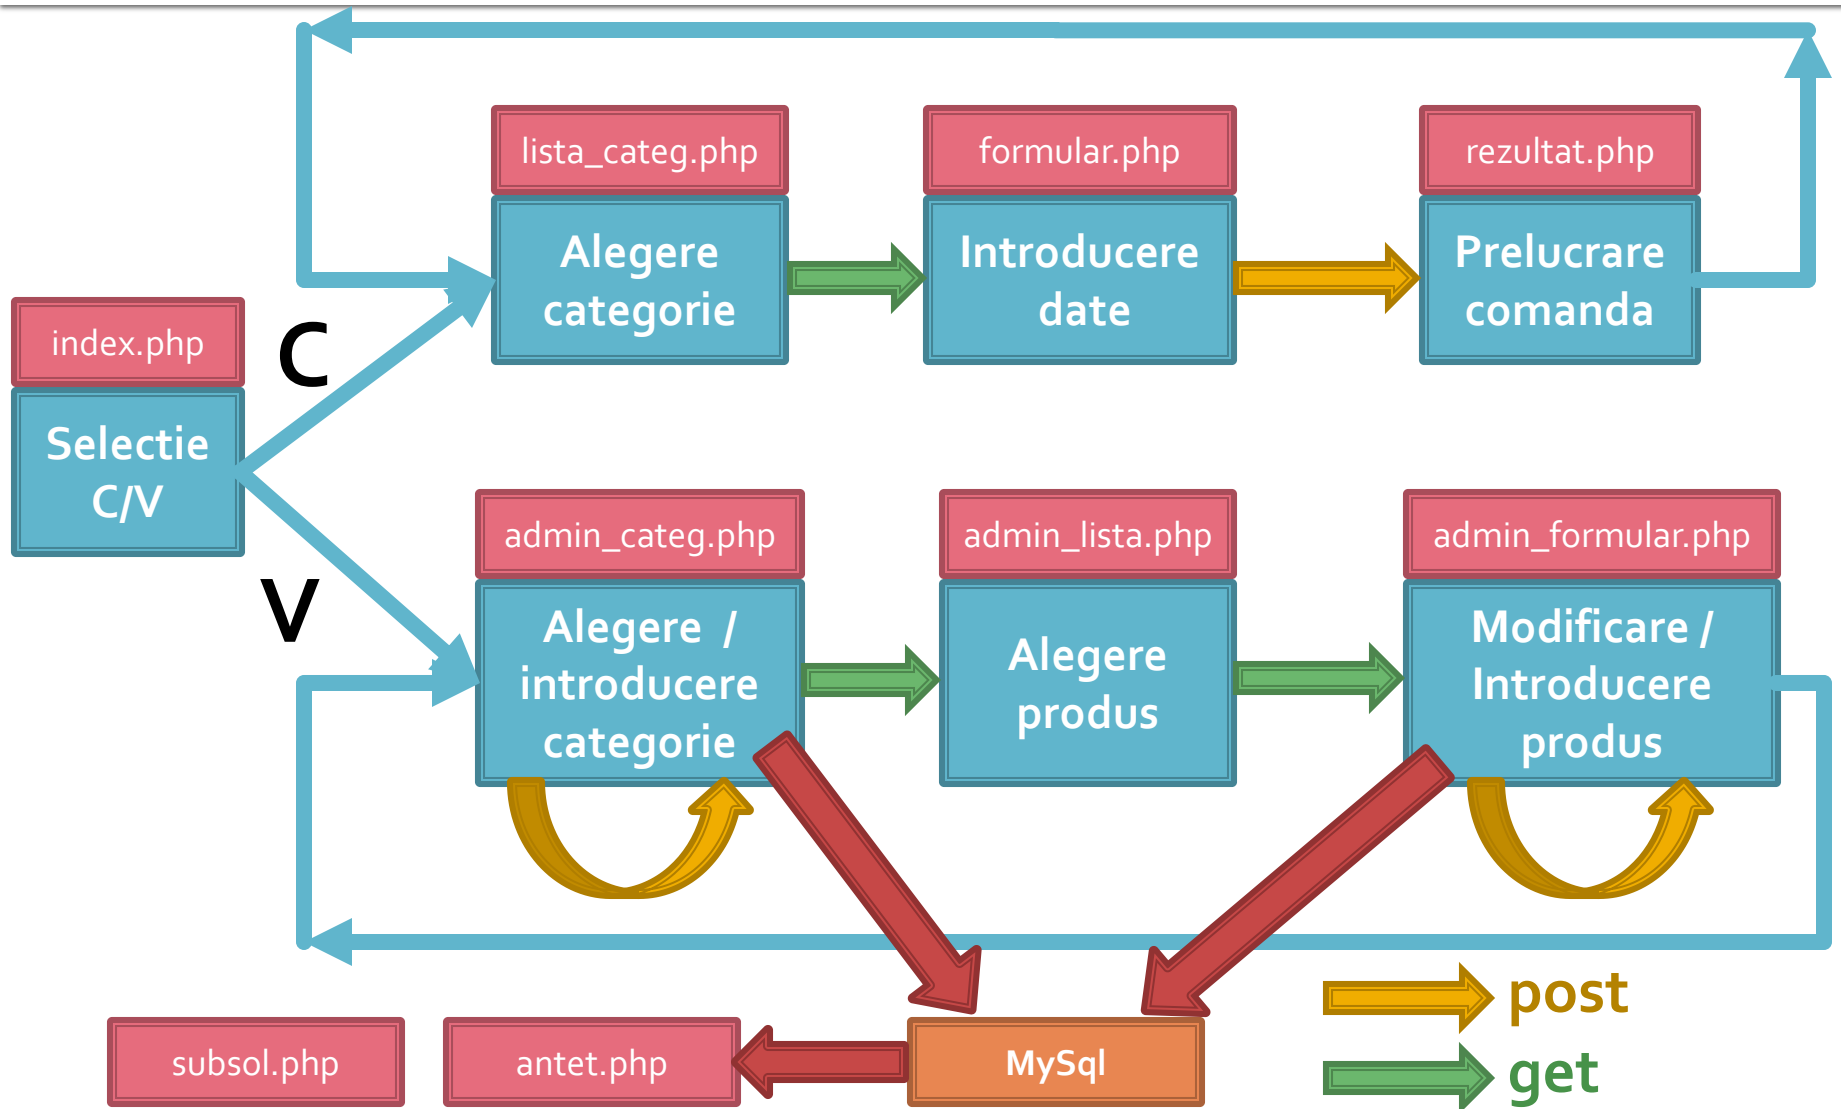 lista_categ.php
Alegere
categorie
formular.php
Introducere
date
rezultat.php
Prelucrare
comanda
index.php
Selectie
C/V
C
V
admin_categ.php
Alegere /
introducere
categorie
admin_lista.php
Alegere
produs
admin_formular.php
Modificare /
Introducere
produs
subsol.php
antet.php
MySql
post
get